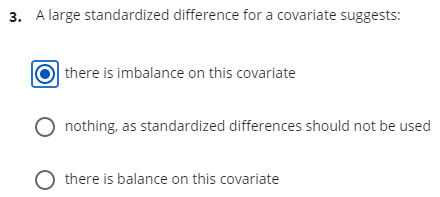 3. A large standardized difference for a covariate suggests:
there is imbalance on this covariate
nothing, as standardized differences should not be used
there is balance on this covariate